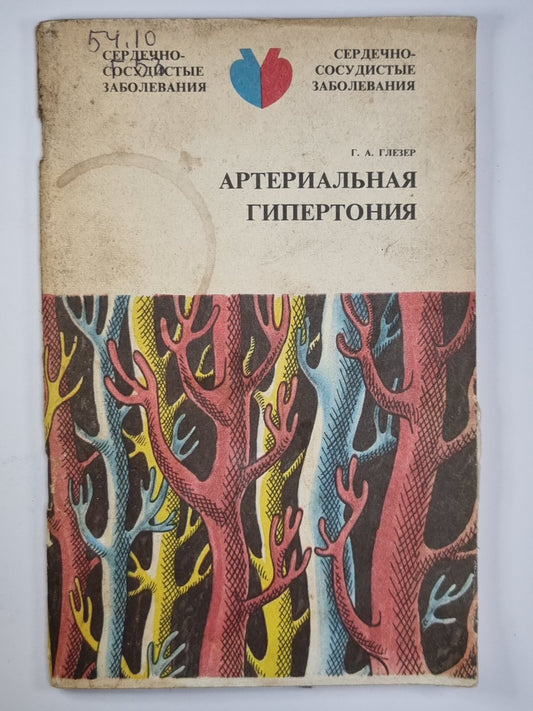 54.10
СЕРДЕЧНО-
СОСУДИСТЫЕ
ЗАБОЛЕВАНИЯ
СЕРДЕЧНО-
СОСУДИСТЫЕ
ЗАБОЛЕВАНИЯ
Г. А. ГЛЕЗЕР
АРТЕРИАЛЬНАЯ
ГИПЕРТОНИЯ